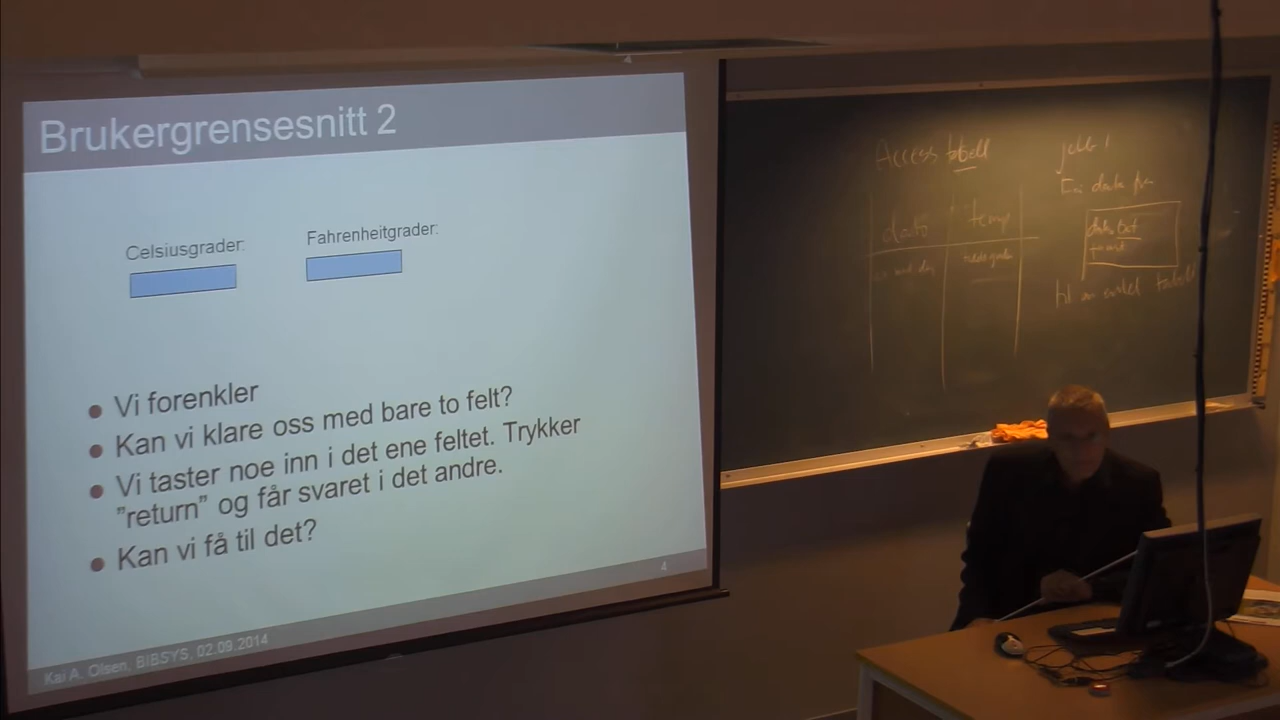 Brukergrensesnitt 2
Celsiusgrader:
Fahrenheitgrader:
● Vi forenkler
● Kan vi klare oss med bare to felt?
● Vi taster noe inn i det ene feltet. Trykker
”return” og får svaret i det andre.
● Kan vi få til det?
4
Kai A. Olsen, BIBSYS, 02.09.2014
Access tabell
dato temp